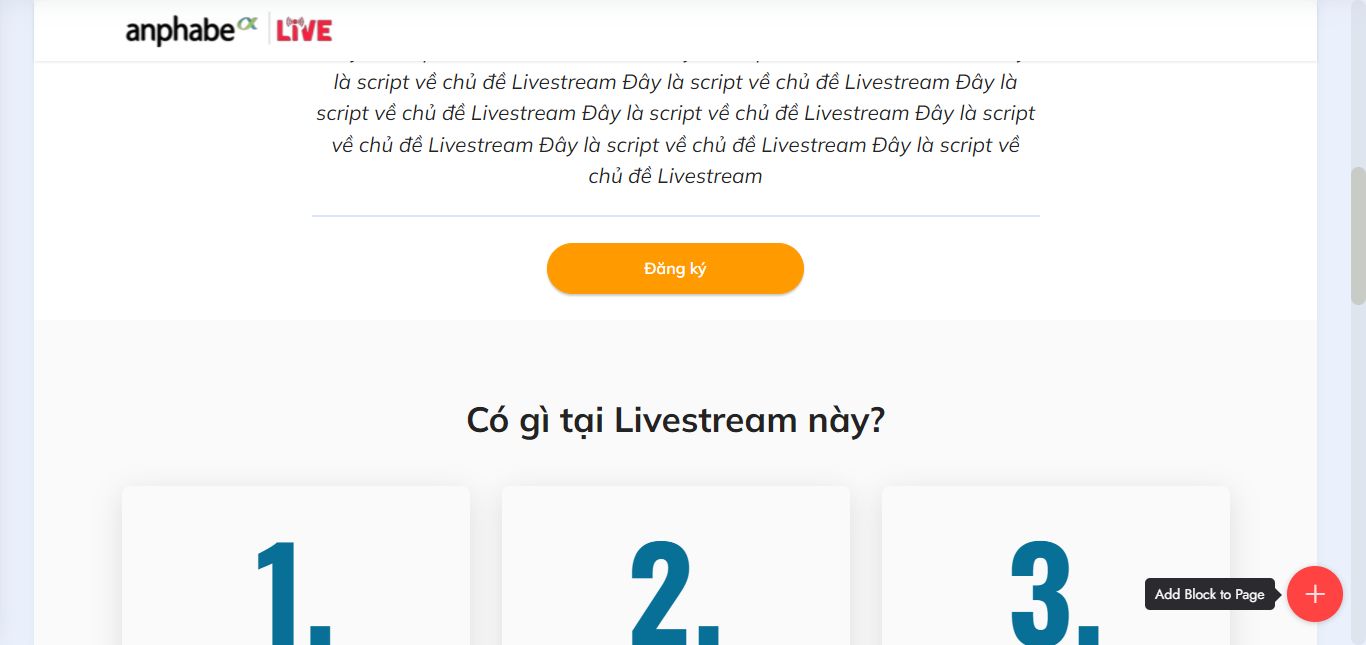 anphabe α LiVE
là script về chủ đề Livestream Đây là script về chủ đề Livestream Đây là
script về chủ đề Livestream Đây là script về chủ đề Livestream Đây là script
về chủ đề Livestream Đây là script về chủ đề Livestream Đây là script về
chủ đề Livestream
Đăng ký
Có gì tại Livestream này?
1. 2. 3.
Add Block to Page